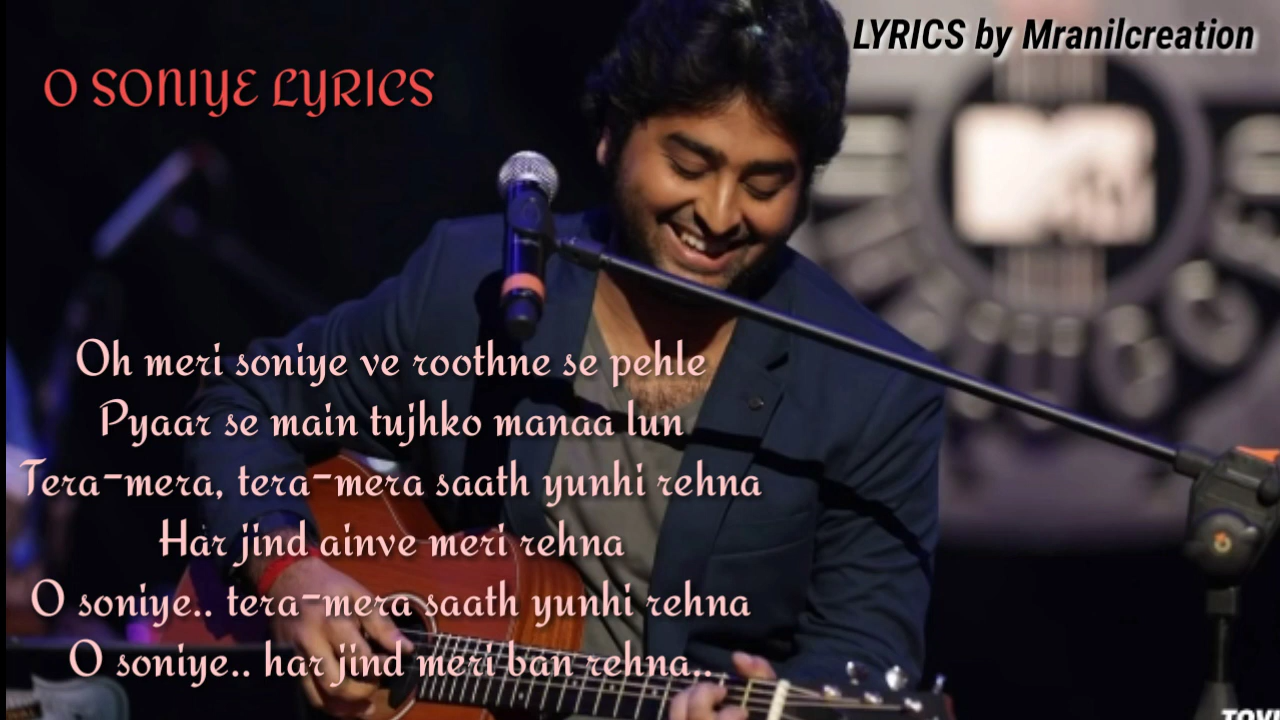 LYRICS by Mranilcreation
O SONIYE LYRICS
Oh meri soniye ve roothne se pehle
Pyaar se main tujhko manaa lun
Tera-mera, tera-mera saath yunhi rehna
Har jind ainve meri rehna
O soniye.. tera-mera saath yunhi rehna
O soniye.. har jind meri ban rehna..